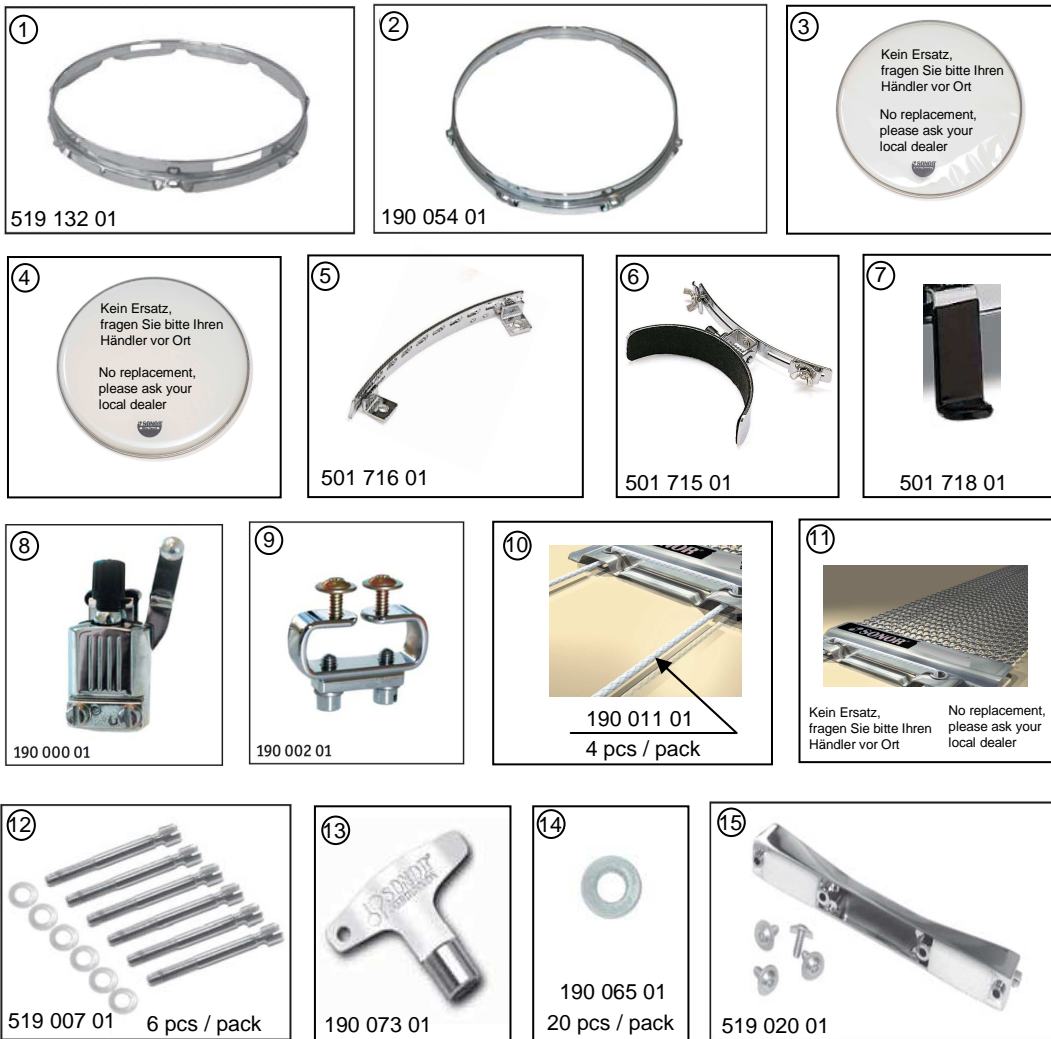 1
519 132 01
2
190 054 01
3
Kein Ersatz,
fragen Sie bitte Ihren
Händler vor Ort
No replacement,
please ask your
local dealer
SONOR
4
Kein Ersatz,
fragen Sie bitte Ihren
Händler vor Ort
No replacement,
please ask your
local dealer
SONOR
5
501 716 01
6
501 715 01
7
501 718 01
8
190 000 01
9
190 002 01
10
190 011 01
4 pcs / pack
11
SONOR
Kein Ersatz,
fragen Sie bitte Ihren
Händler vor Ort
No replacement,
please ask your
local dealer
12
519 007 01
6 pcs / pack
13
SONOR
190 073 01
14
190 065 01
20 pcs / pack
15
519 020 01